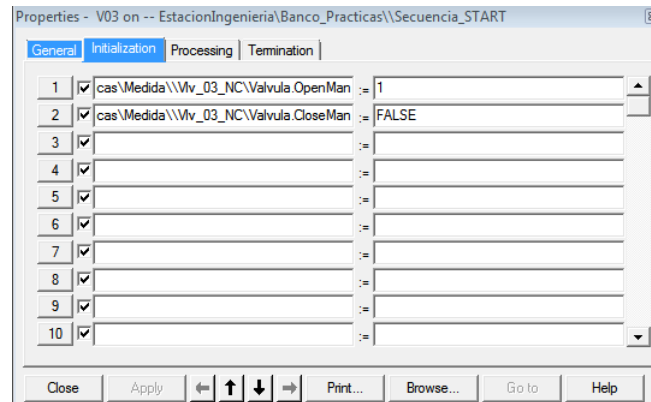 Properties - V03 on -- EstacionIngenieria\Banco_Practicas\\Secuencia_START
General Initialization Processing Termination
1 cas\Medida\\Vlv_03_NC\Valvula.OpenMan := 1
2 cas\Medida\\Vlv_03_NC\Valvula.CloseMan := FALSE
3 :=
4 :=
5 :=
6 :=
7 :=
8 :=
9 :=
10 :=
Close Apply Print... Browse... Go to Help